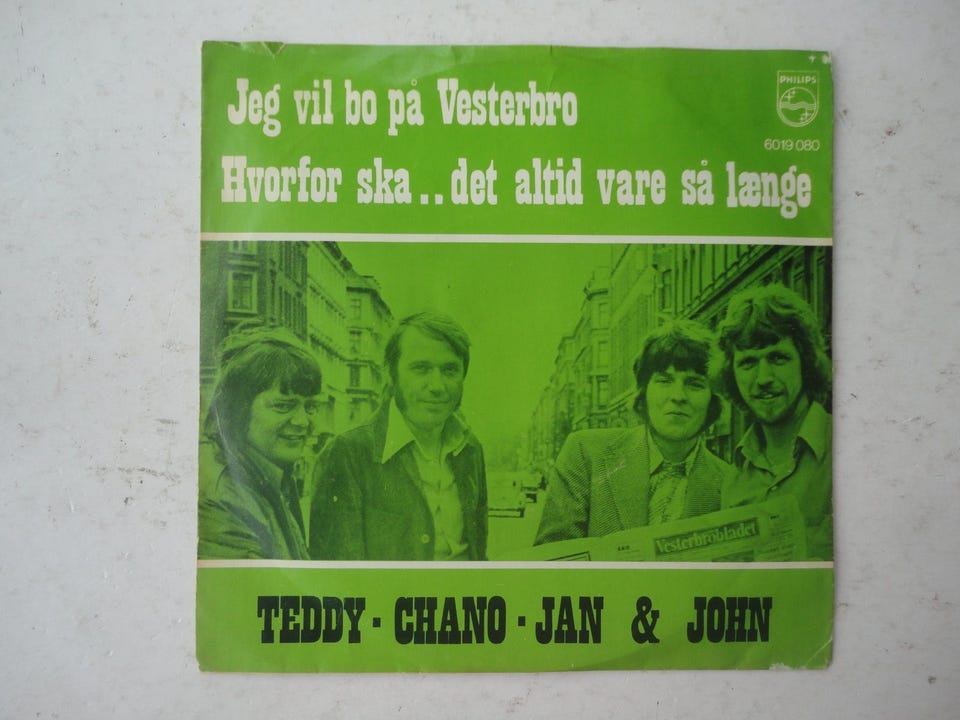 Jeg vil bo på Vesterbro
PHILIPS
6019 080
Hvorfor ska.. det altid vare så længe
Vesterbrobladet
TEDDY · CHANO · JAN & JOHN